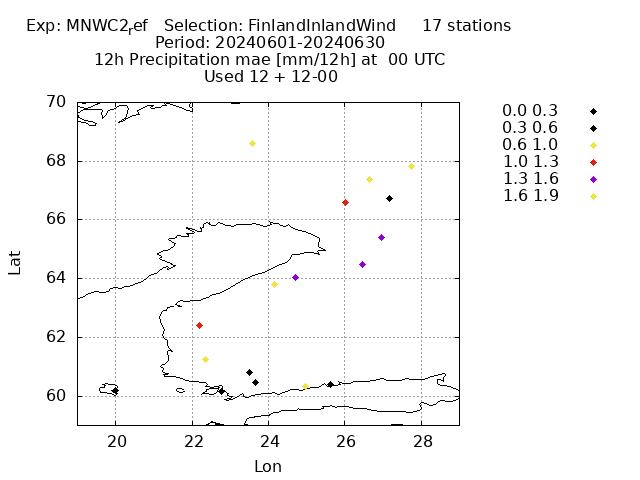 Exp: MNWC2ref   Selection: FinlandInlandWind     17 stations
Period: 20240601-20240630
12h Precipitation mae [mm/12h] at  00 UTC
Used 12 + 12-00
0.0 0.3
0.3 0.6
0.6 1.0
1.0 1.3
1.3 1.6
1.6 1.9
70
68
66
64
62
60
Lat
20 22 24 26 28
Lon